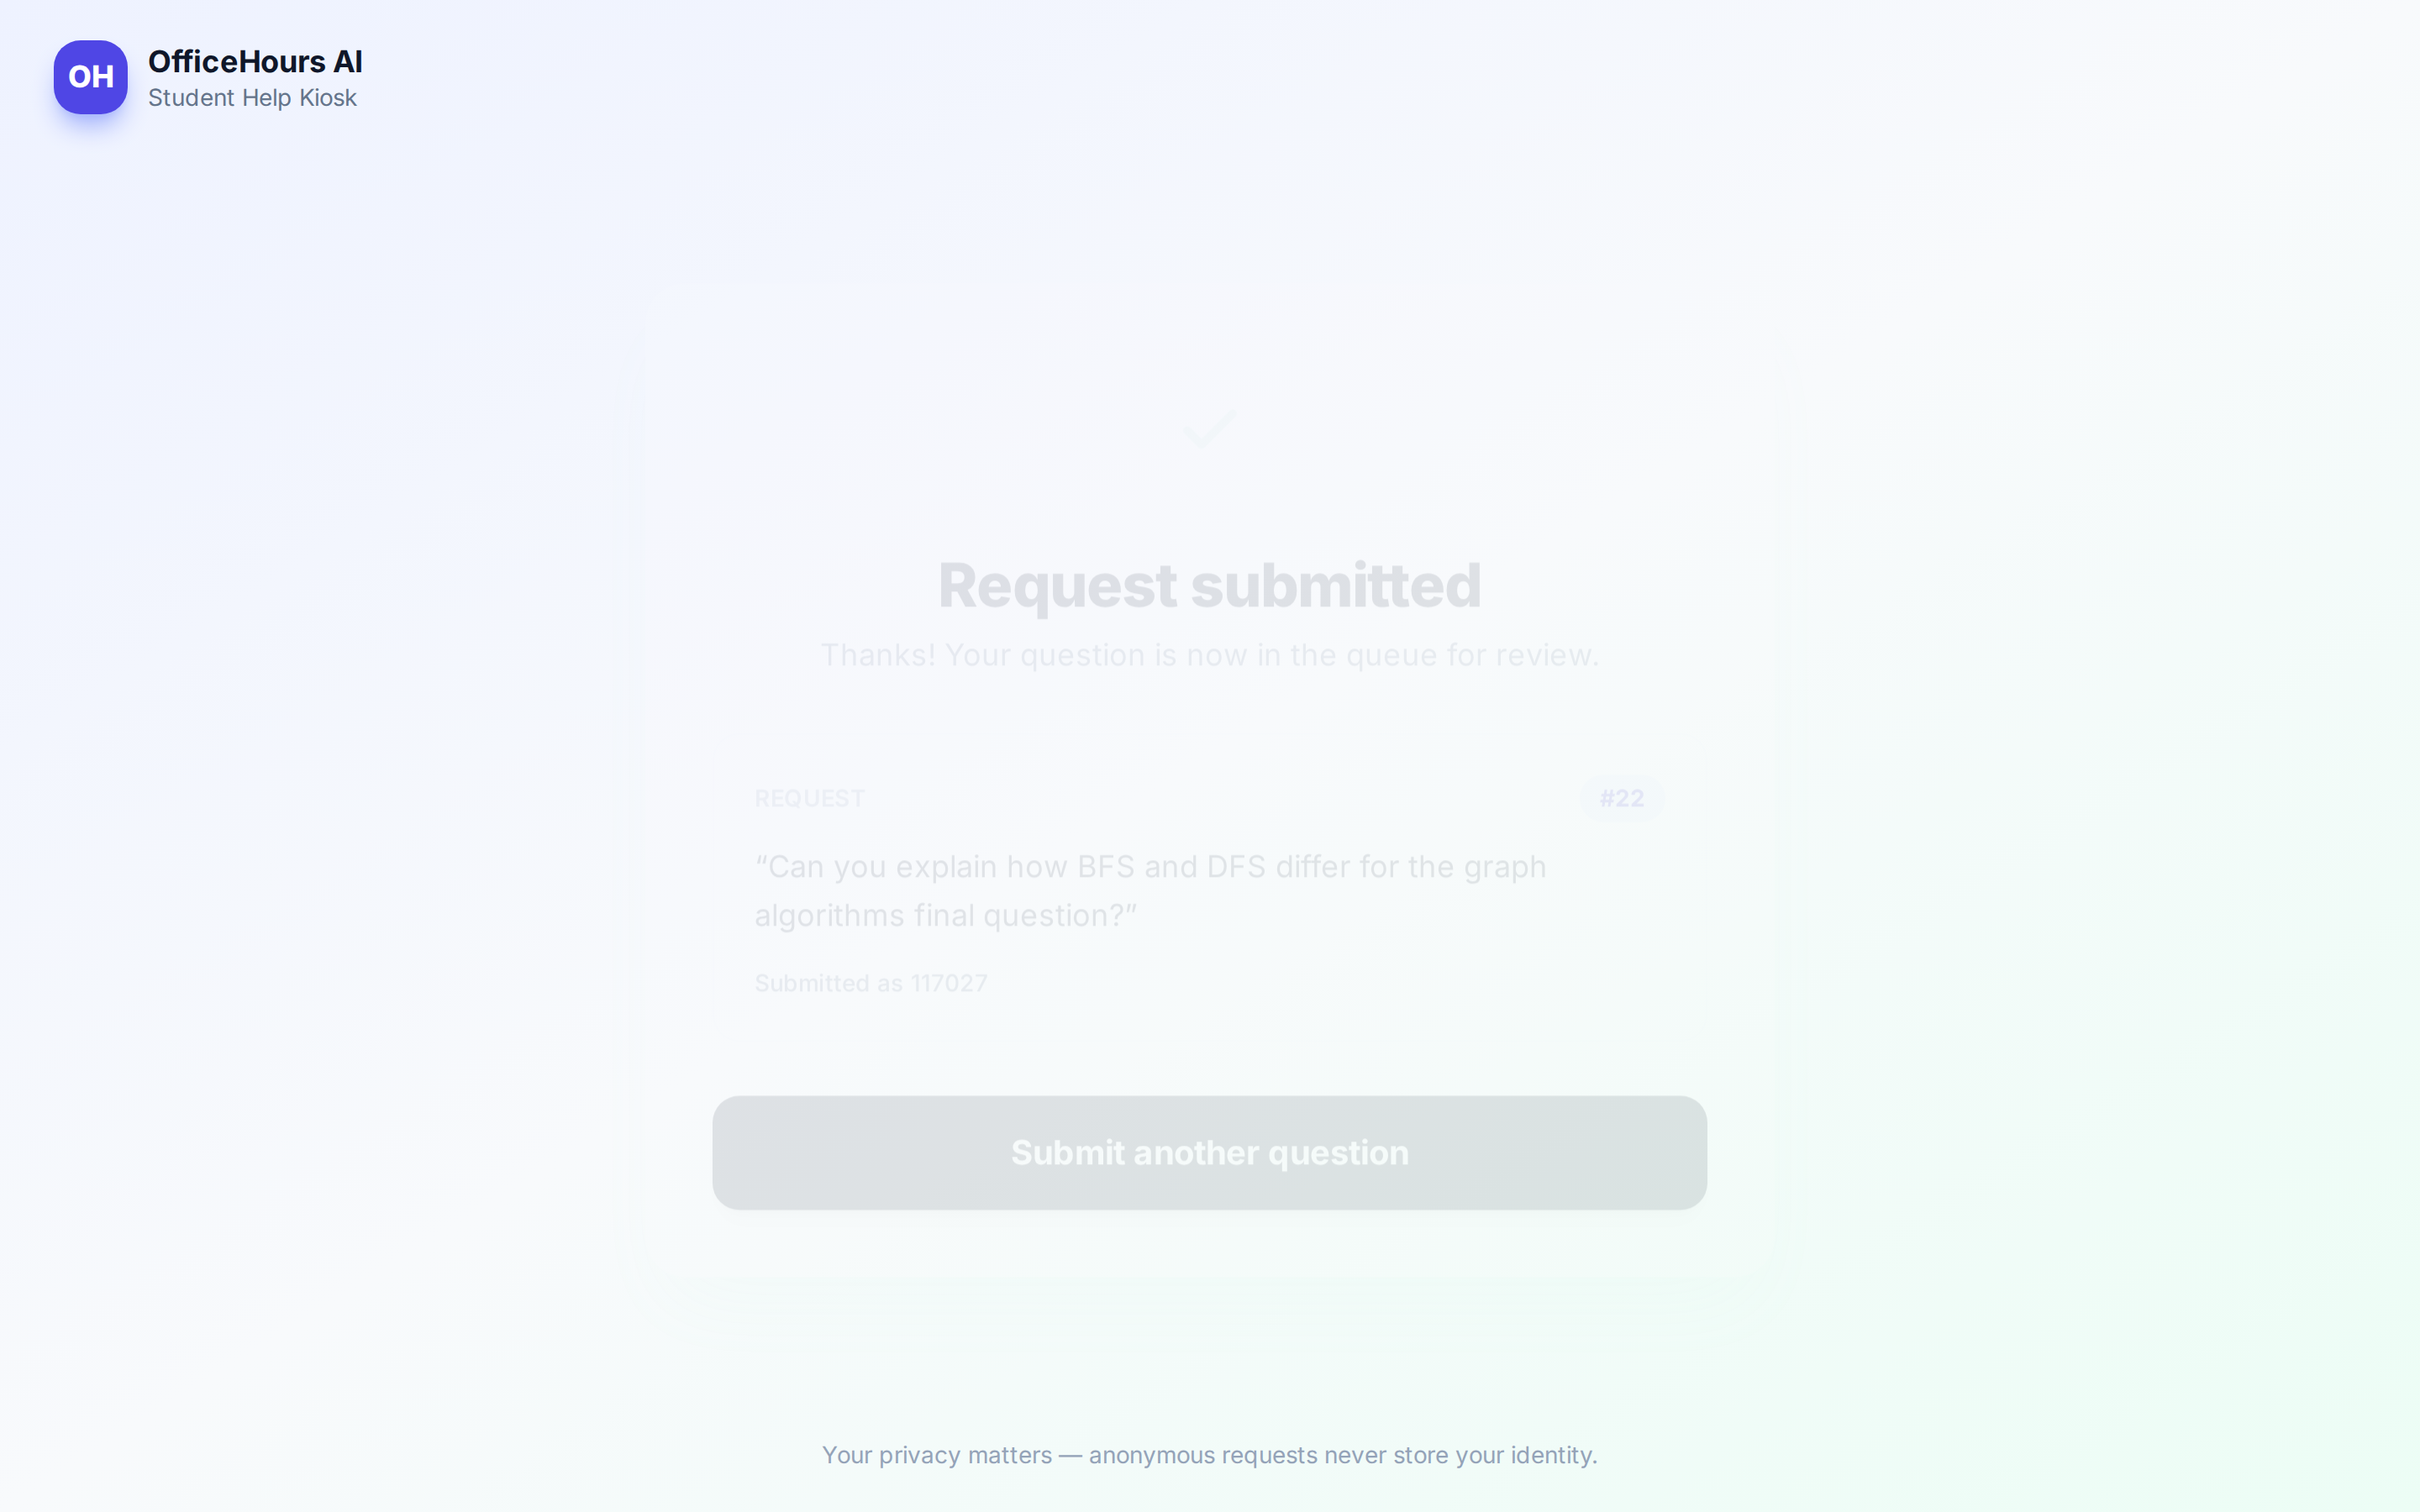 OH
OfficeHours AI
Student Help Kiosk
Request submitted
Thanks! Your question is now in the queue for review.
REQUEST
#22
“Can you explain how BFS and DFS differ for the graph
algorithms final question?”
Submitted as 117027
Submit another question
Your privacy matters — anonymous requests never store your identity.